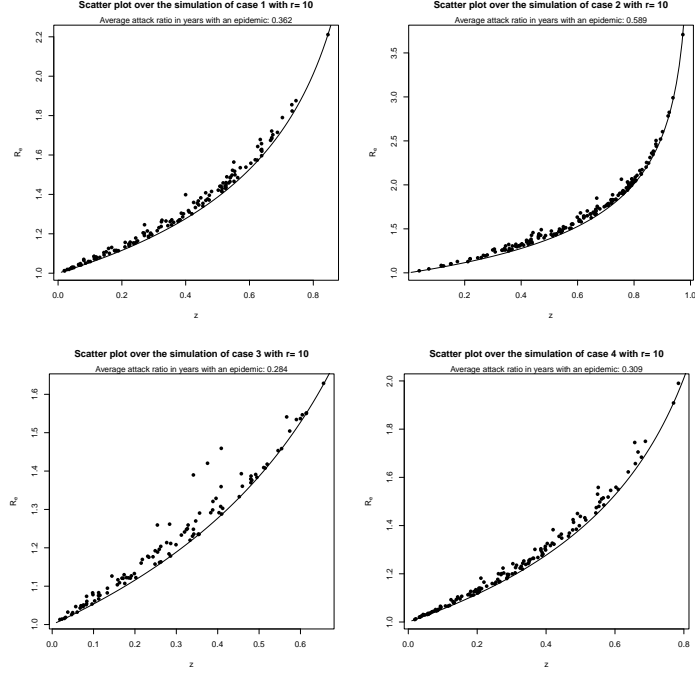 Scatter plot over the simulation of case 1 with r= 10
Average attack ratio in years with an epidemic: 0.362
Re
2.2
2.0
1.8
1.6
1.4
1.2
1.0
0.0 0.2 0.4 0.6 0.8
z
Scatter plot over the simulation of case 2 with r= 10
Average attack ratio in years with an epidemic: 0.589
Re
3.5
3.0
2.5
2.0
1.5
1.0
0.2 0.4 0.6 0.8 1.0
z
Scatter plot over the simulation of case 3 with r= 10
Average attack ratio in years with an epidemic: 0.284
Re
1.6
1.5
1.4
1.3
1.2
1.1
1.0
0.0 0.1 0.2 0.3 0.4 0.5 0.6
z
Scatter plot over the simulation of case 4 with r= 10
Average attack ratio in years with an epidemic: 0.309
Re
2.0
1.8
1.6
1.4
1.2
1.0
0.0 0.2 0.4 0.6 0.8
z